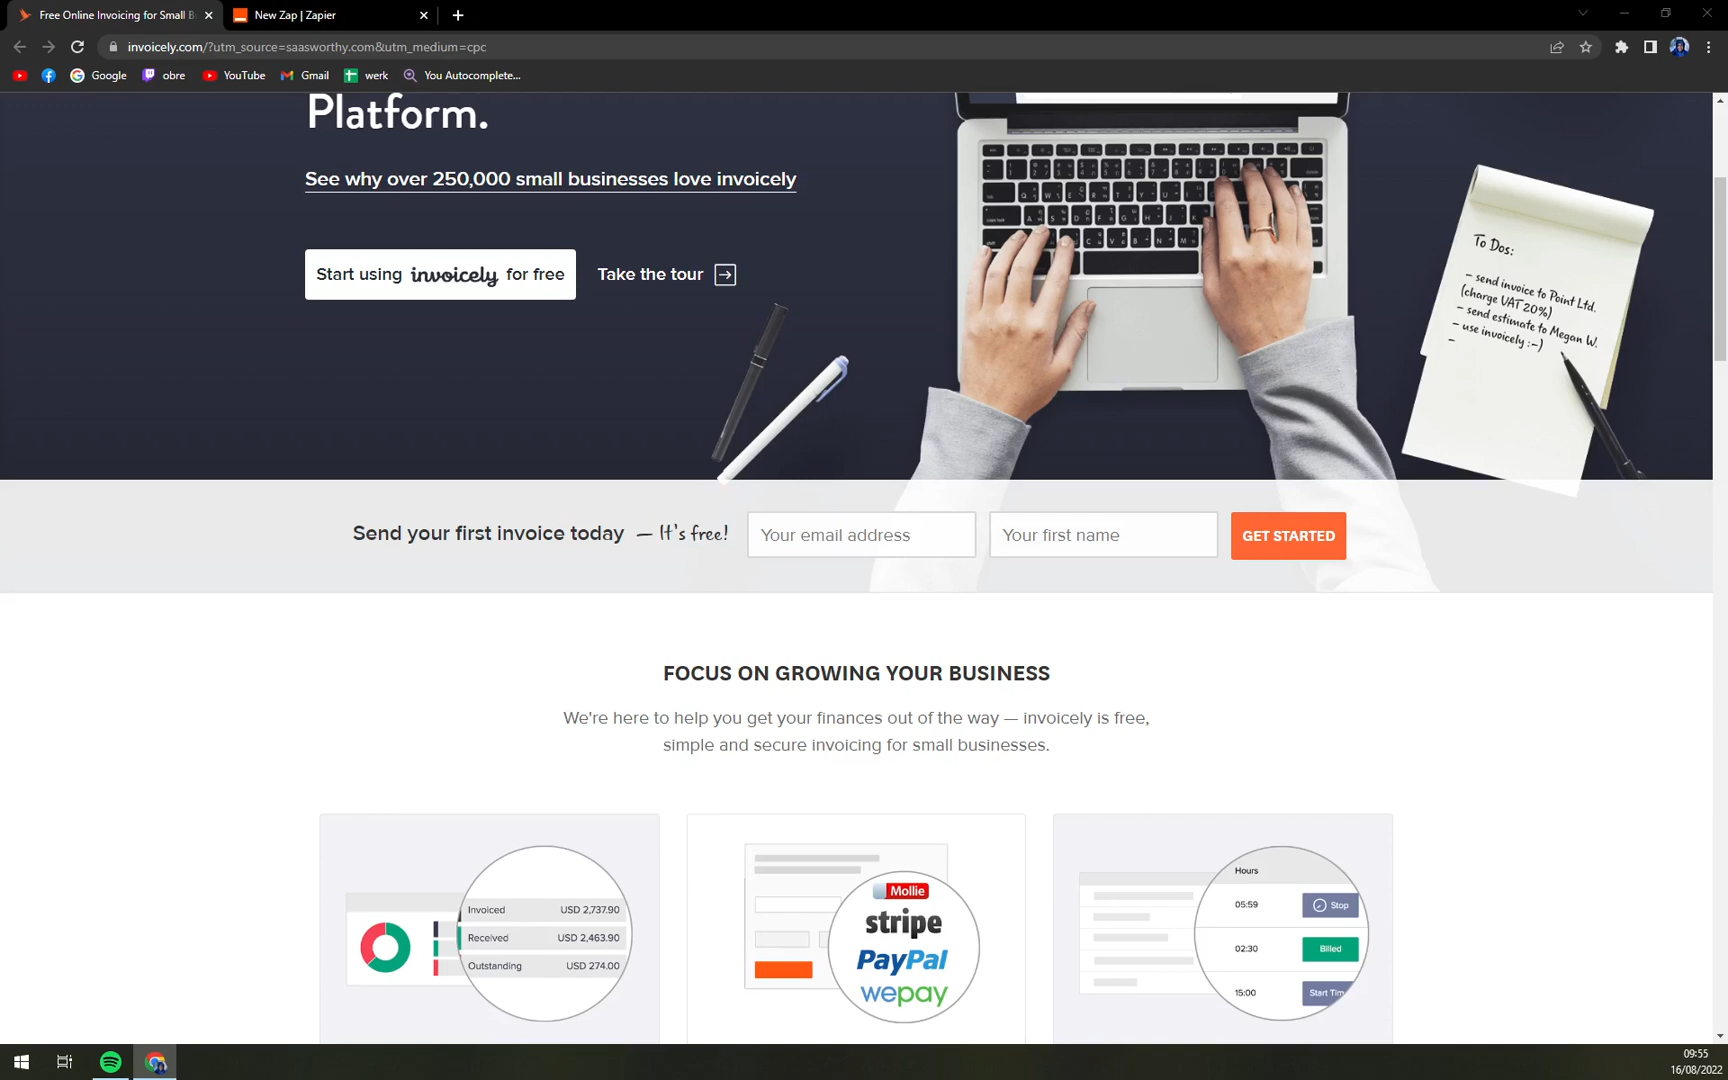 Free Online Invoicing for Small B
New Zap | Zapier
invoicely.com/?utm_source=saasworthy.com&utm_medium=cpc
Google
obre
YouTube
Gmail
werk
You Autocomplete...
Platform.
See why over 250,000 small businesses love invoicely
Start using invoicely for free
Take the tour
To Dos:
- send invoice to Point Ltd.
(charge VAT 20%)
- send estimate to Megan W.
- use invoicely :-)
-
Send your first invoice today — It's free!
Your email address
Your first name
GET STARTED
FOCUS ON GROWING YOUR BUSINESS
We're here to help you get your finances out of the way — invoicely is free,
simple and secure invoicing for small businesses.
Invoiced USD 2,737.90
Received USD 2,463.90
Outstanding USD 274.00
Mollie
stripe
PayPal
wepay
Hours
05:59 Stop
02:30 Billed
15:00 Start Tim
09:55
16/08/2022